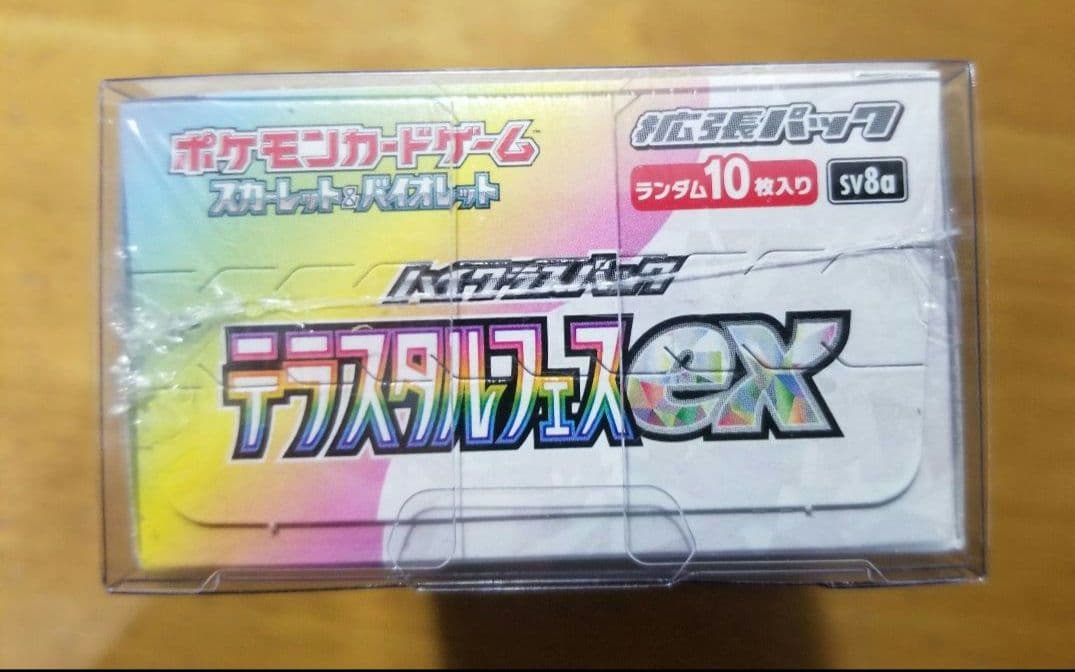 ポケモンカードゲーム™
スカーレット&バイオレット
拡張パック
ランダム10枚入り
sv8a
ハイクラスパック
テラスタルフェスex